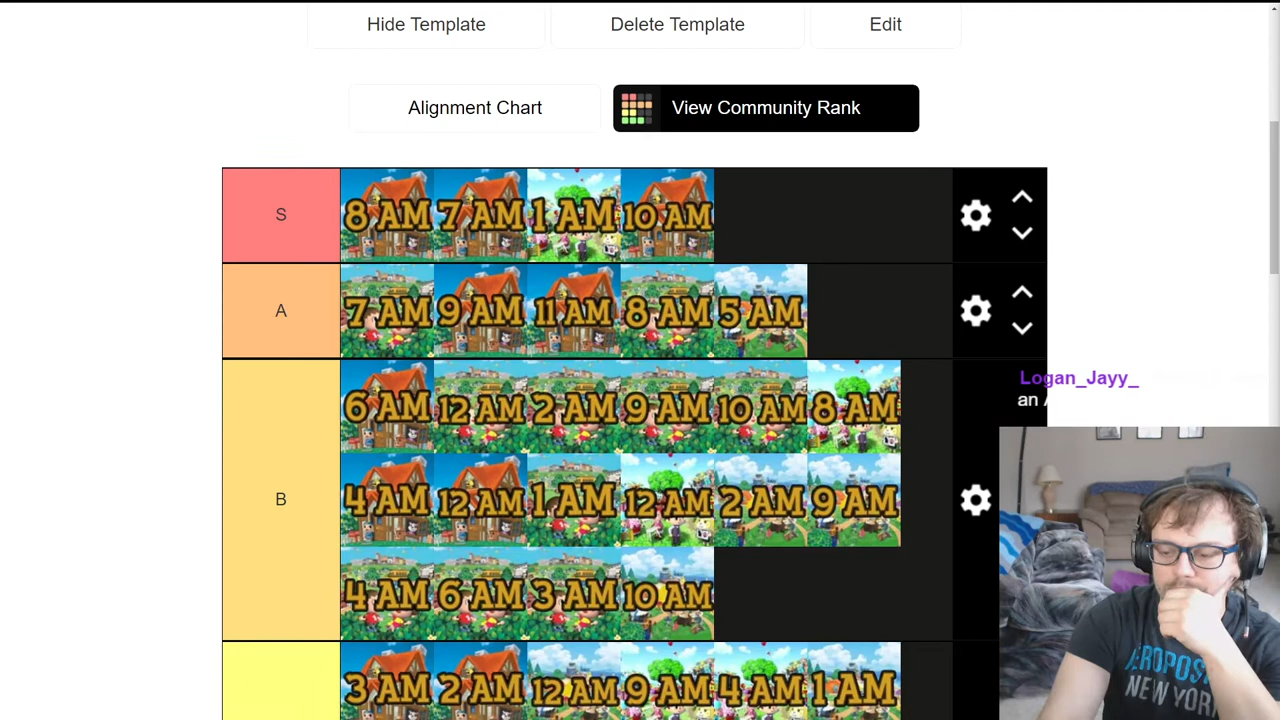 Hide Template
Delete Template
Edit
Alignment Chart
View Community Rank
S
8 AM 7 AM 1 AM 10 AM
A
7 AM 9 AM 11 AM 8 AM 5 AM
Logan_Jayy_
an
B
6 AM 12 AM 2 AM 9 AM 10 AM 8 AM
4 AM 12 AM 1 AM 12 AM 2 AM 9 AM
4 AM 6 AM 3 AM 10 AM
3 AM 2 AM 12 AM 9 AM 4 AM 1 AM
NEW YORK